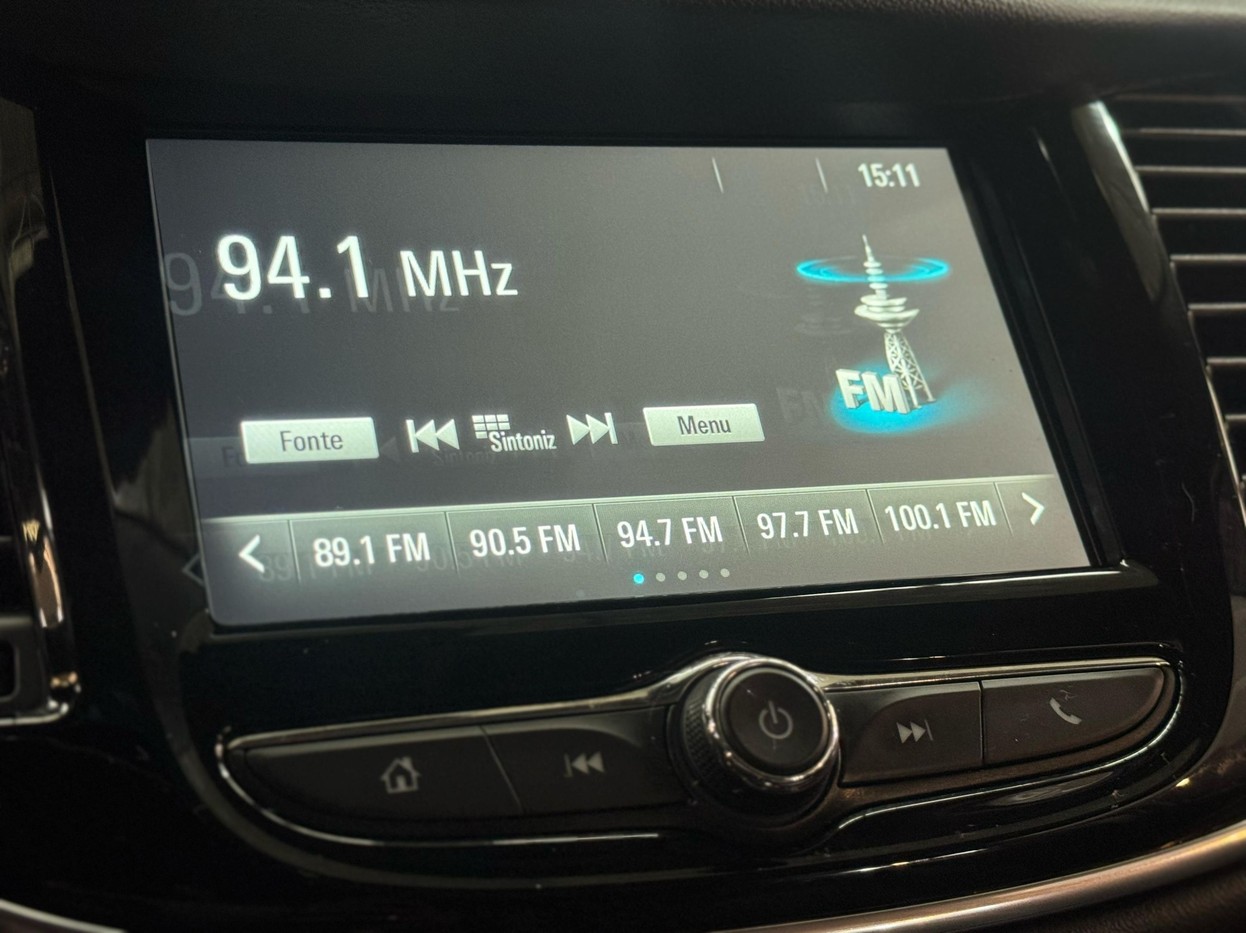 15:11
94.1 MHz
FM
Fonte Sintoniz Menu
89.1 FM 90.5 FM 94.7 FM 97.7 FM 100.1 FM